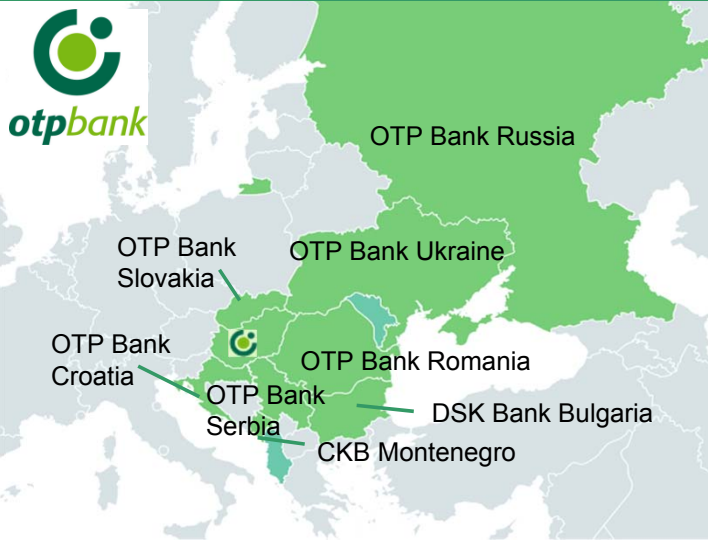 otpbank
OTP Bank Russia
OTP Bank
Slovakia
OTP Bank Ukraine
OTP Bank
Croatia
OTP Bank Romania
OTP Bank
Serbia
DSK Bank Bulgaria
CKB Montenegro